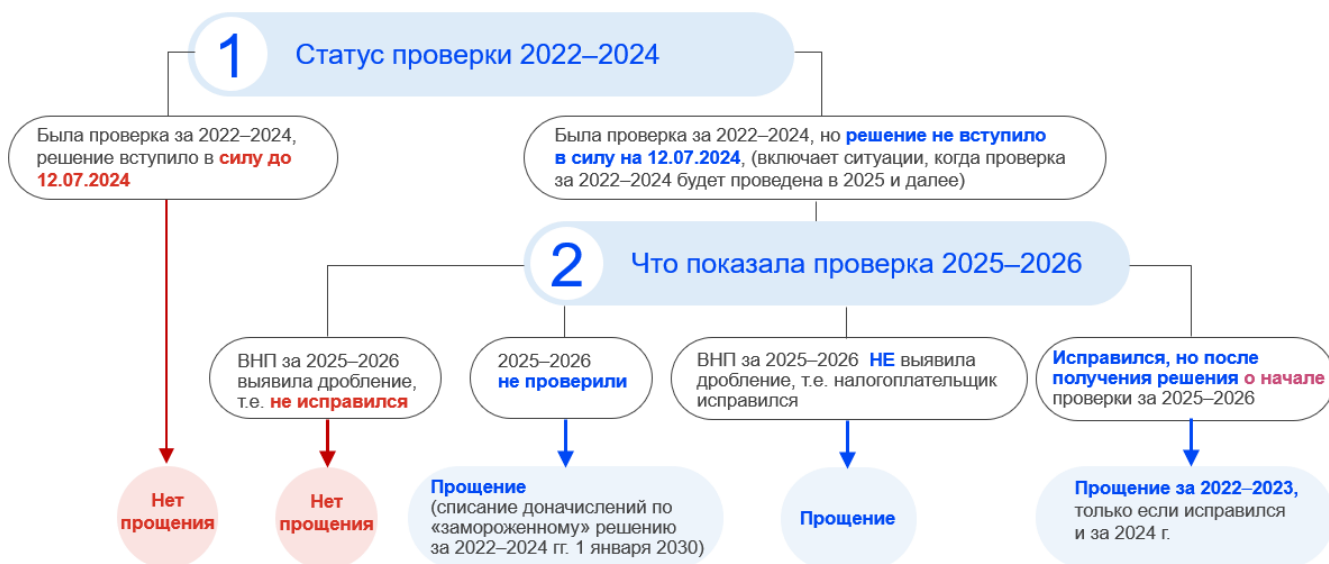 1
Статус проверки 2022–2024
Была проверка за 2022–2024,
решение вступило в силу до
12.07.2024
Была проверка за 2022–2024, но решение не вступило
в силу на 12.07.2024, (включает ситуации, когда проверка
за 2022–2024 будет проведена в 2025 и далее)
2
Что показала проверка 2025–2026
ВНП за 2025–2026
выявила дробление,
т.е. не исправился
2025–2026
не проверили
ВНП за 2025–2026 НЕ выявила
дробление, т.е. налогоплательщик
исправился
Исправился, но после
получения решения о начале
проверки за 2025–2026
Нет
прощения
Нет
прощения
Прощение
(списание доначислений по
«замороженному» решению
за 2022–2024 гг. 1 января 2030)
Прощение
Прощение за 2022–2023,
только если исправился
и за 2024 г.